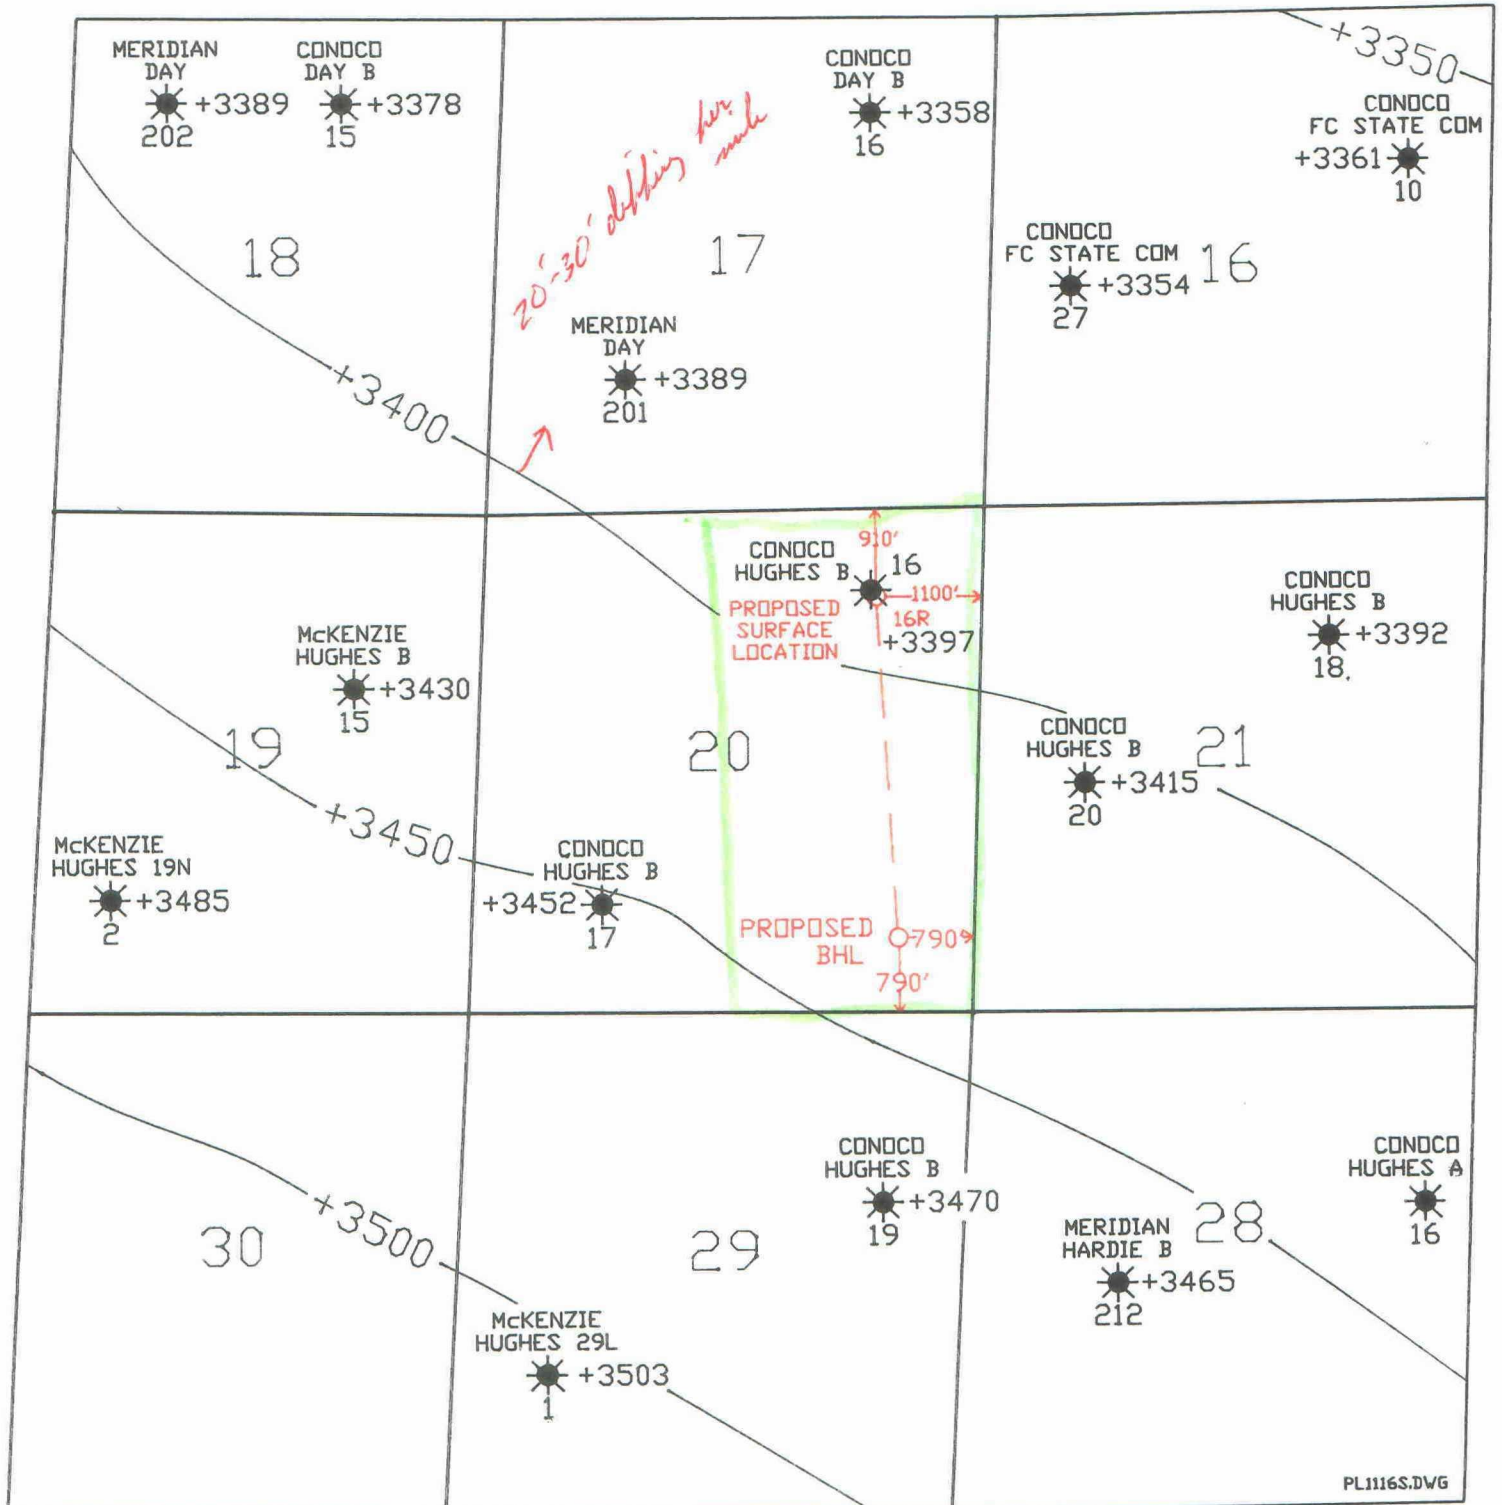 MERIDIAN
DAY
+3389
202
CONOCO
DAY B
+3378
15
CONOCO
DAY B
+3358
16
+3350
CONOCO
FC STATE COM
+3361
10
18
20'-30'
17
CONOCO
FC STATE COM
+3354
27
16
MERIDIAN
DAY
+3389
201
+3400
910'
CONOCO
HUGHES B
16
1100'
16R
+3397
PROPOSED
SURFACE
LOCATION
CONOCO
HUGHES B
+3392
18.
McKENZIE
HUGHES B
+3430
15
19
20
CONOCO
HUGHES B
+3415
20
21
+3450
McKENZIE
HUGHES 19N
+3485
2
CONOCO
HUGHES B
+3452
17
PROPOSED
BHL
790'
790'
CONOCO
HUGHES B
+3470
19
CONOCO
HUGHES A
16
+3500
30
29
MERIDIAN
HARDIE B
+3465
212
28
McKENZIE
HUGHES 29L
+3503
1
PL1116S.DWG